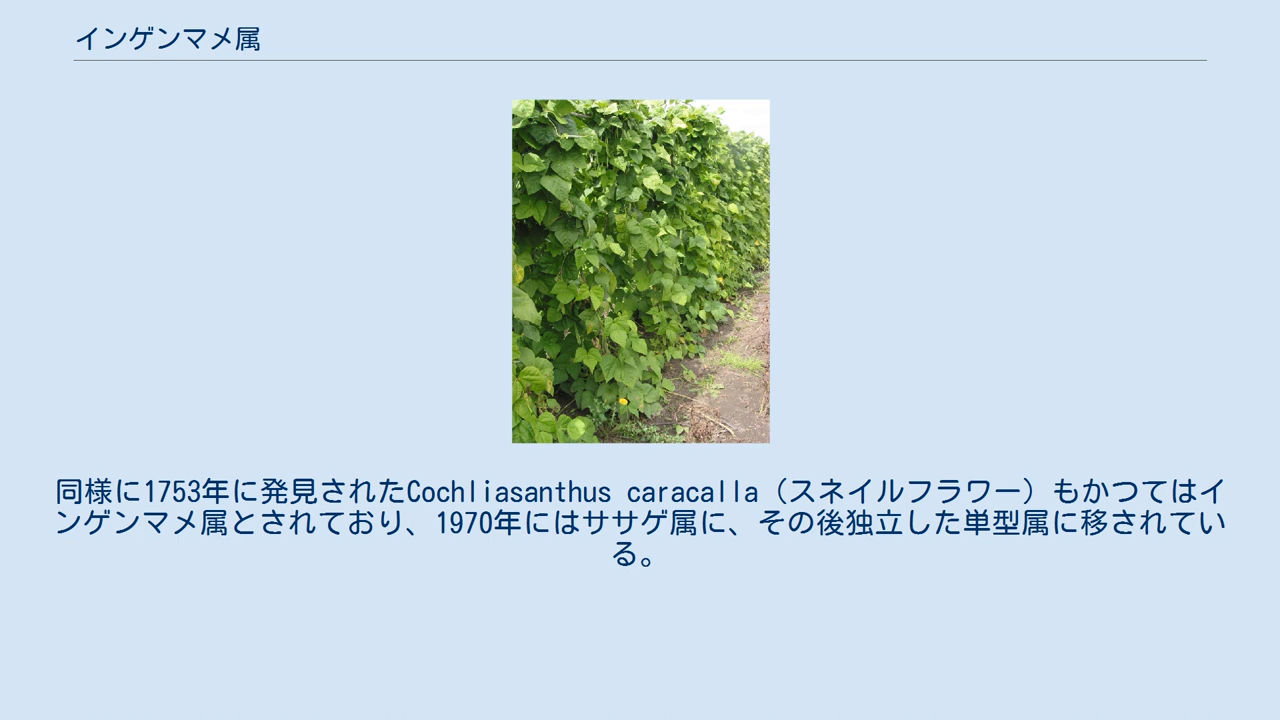 インゲンマメ属
同様に1753年に発見されたCochliasanthus caracalla（スネイルフラワー）もかつてはイ
ンゲンマメ属とされており、1970年にはササゲ属に、その後独立した単型属に移されてい
る。